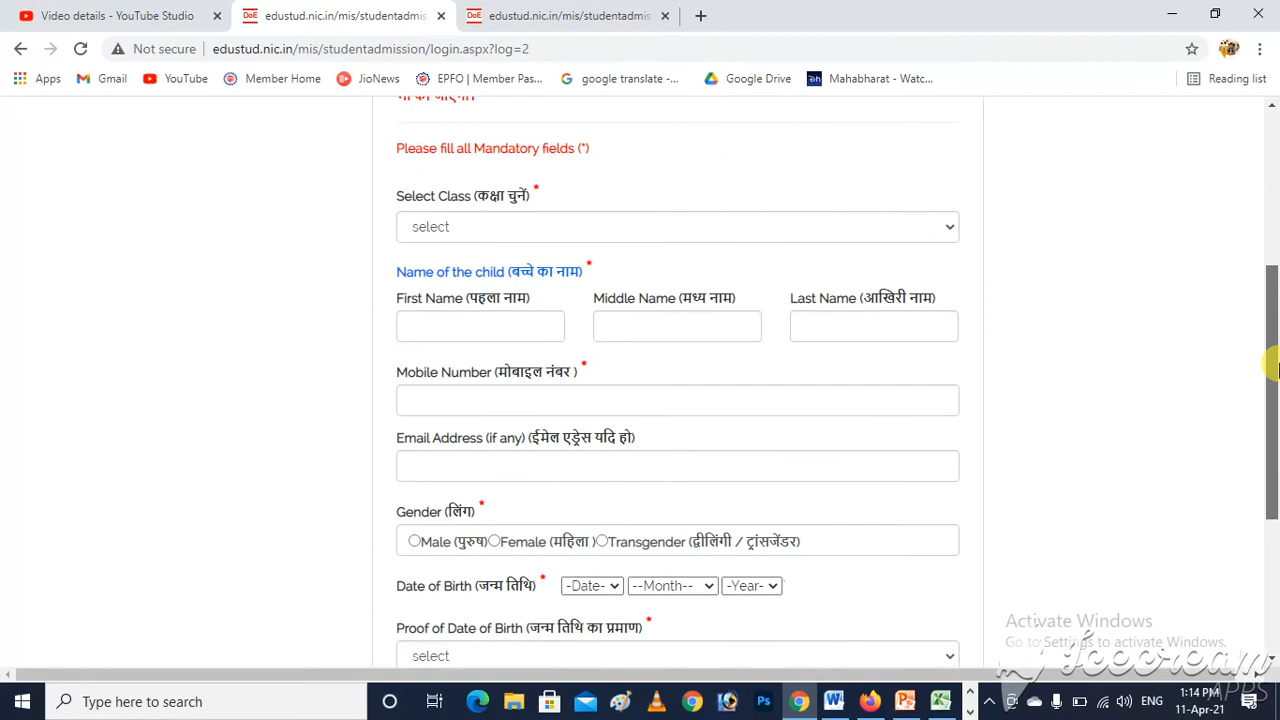 Video details - YouTube Studio
edustud.nic.in/mis/studentadmis
edustud.nic.in/mis/studentadmis
Not secure
edustud.nic.in/mis/studentadmission/login.aspx?log=2
Apps
Gmail
YouTube
Member Home
JioNews
EPFO | Member Pas...
google translate -...
Google Drive
Mahabharat - Watc...
Reading list
Please fill all Mandatory fields (*)
Select Class (कक्षा चुनें) *
select
Name of the child (बच्चे का नाम) *
First Name (पहला नाम) Middle Name (मध्य नाम) Last Name (आखिरी नाम)
Mobile Number (मोबाइल नंबर ) *
Email Address (if any) (ईमेल एड्रेस यदि हो)
Gender (लिंग) *
Male (पुरुष) Female (महिला ) Transgender (द्वीलिंगी / ट्रांसजेंडर)
Date of Birth (जन्म तिथि) * -Date- --Month-- -Year-
Proof of Date of Birth (जन्म तिथि का प्रमाण) *
select
Activate Windows
Go to Settings to activate Windows.
Icecream
APPS
Type here to search
ENG
1:14 PM
11-Apr-21